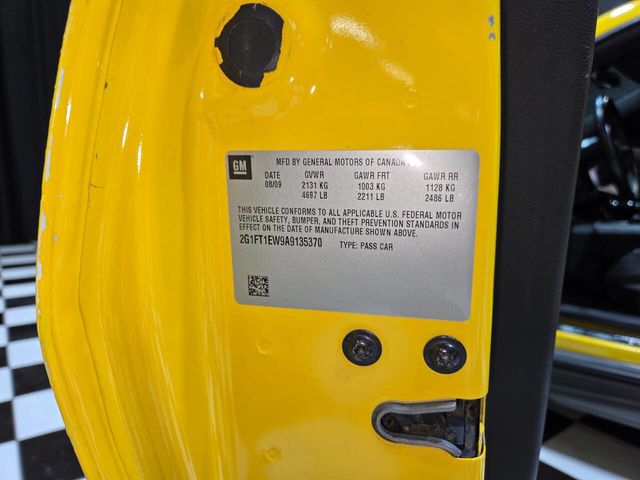 GM
MFD BY GENERAL MOTORS OF CANADA
DATE GVWR GAWR FRT GAWR RR
08/09 2131 KG 1003 KG 1128 KG
4697 LB 2211 LB 2486 LB
THIS VEHICLE CONFORMS TO ALL APPLICABLE U.S. FEDERAL MOTOR
VEHICLE SAFETY, BUMPER, AND THEFT PREVENTION STANDARDS IN
EFFECT ON THE DATE OF MANUFACTURE SHOWN ABOVE.
2G1FT1EW9A9135370 TYPE: PASS CAR